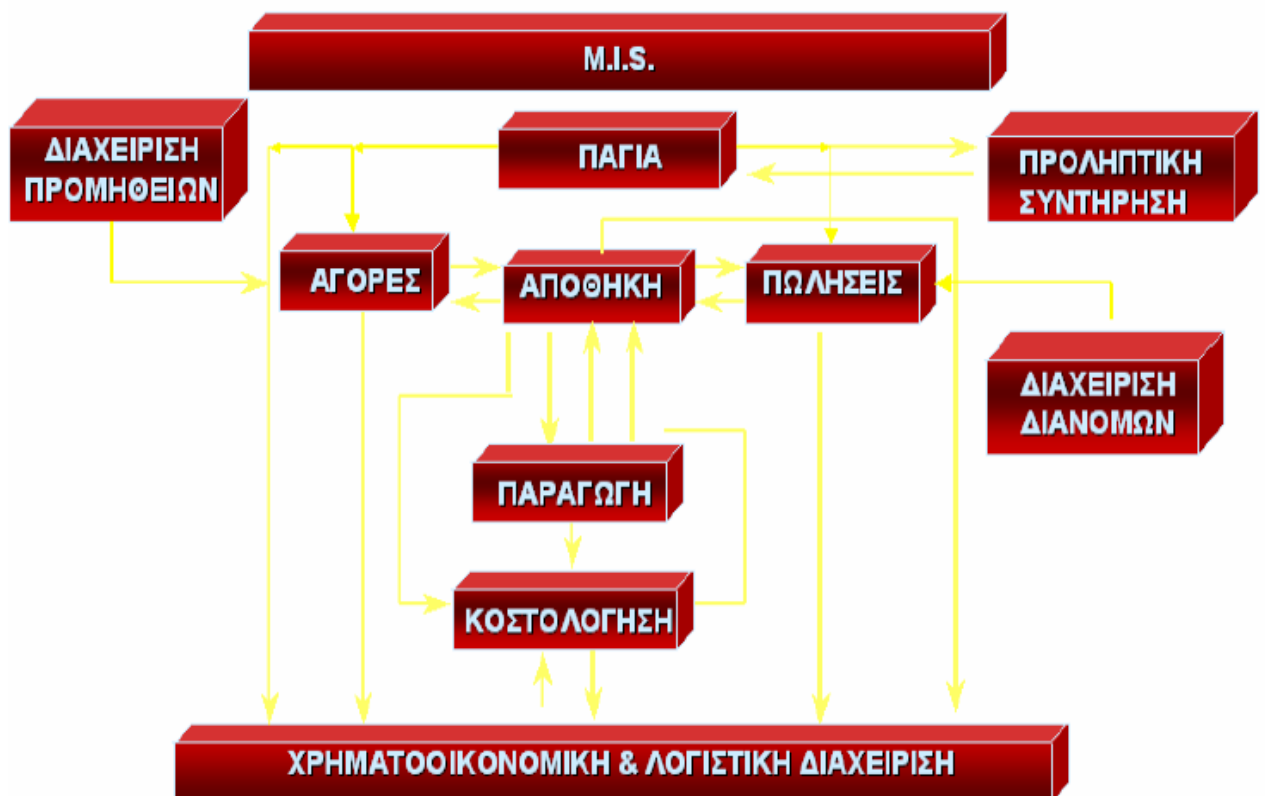 M.I.S.
ΔΙΑΧΕΙΡΙΣΗ
ΠΡΟΜΗΘΕΙΩΝ
ΠΑΓΙΑ
ΠΡΟΛΗΠΤΙΚΗ
ΣΥΝΤΗΡΗΣΗ
ΑΓΟΡΕΣ
ΑΠΟΘΗΚΗ
ΠΩΛΗΣΕΙΣ
ΔΙΑΧΕΙΡΙΣΗ
ΔΙΑΝΟΜΩΝ
ΠΑΡΑΓΩΓΗ
ΚΟΣΤΟΛΟΓΗΣΗ
ΧΡΗΜΑΤΟΟΙΚΟΝΟΜΙΚΗ & ΛΟΓΙΣΤΙΚΗ ΔΙΑΧΕΙΡΙΣΗ